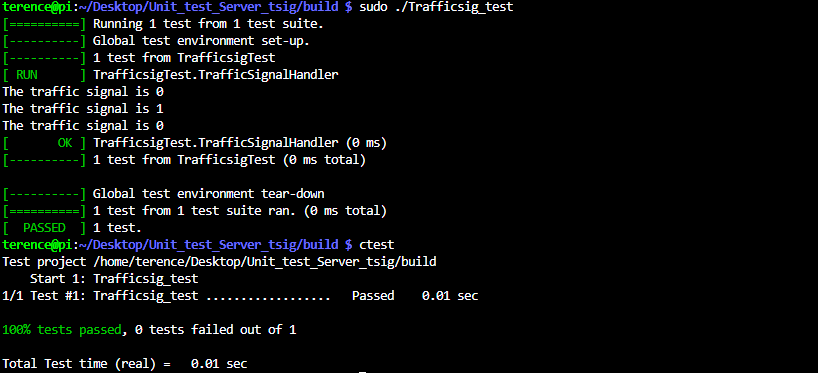 terence@pi:~/Desktop/Unit_test_Server_tsig/build $ sudo ./Trafficsig_test
[==========] Running 1 test from 1 test suite.
[----------] Global test environment set-up.
[----------] 1 test from TrafficsigTest
[ RUN      ] TrafficsigTest.TrafficSignalHandler
The traffic signal is 0
The traffic signal is 1
The traffic signal is 0
[       OK ] TrafficsigTest.TrafficSignalHandler (0 ms)
[----------] 1 test from TrafficsigTest (0 ms total)
[----------] Global test environment tear-down
[==========] 1 test from 1 test suite ran. (0 ms total)
[  PASSED  ] 1 test.
terence@pi:~/Desktop/Unit_test_Server_tsig/build $ ctest
Test project /home/terence/Desktop/Unit_test_Server_tsig/build
    Start 1: Trafficsig_test
1/1 Test #1: Trafficsig_test ..................   Passed    0.01 sec
100% tests passed, 0 tests failed out of 1
Total Test time (real) =   0.01 sec